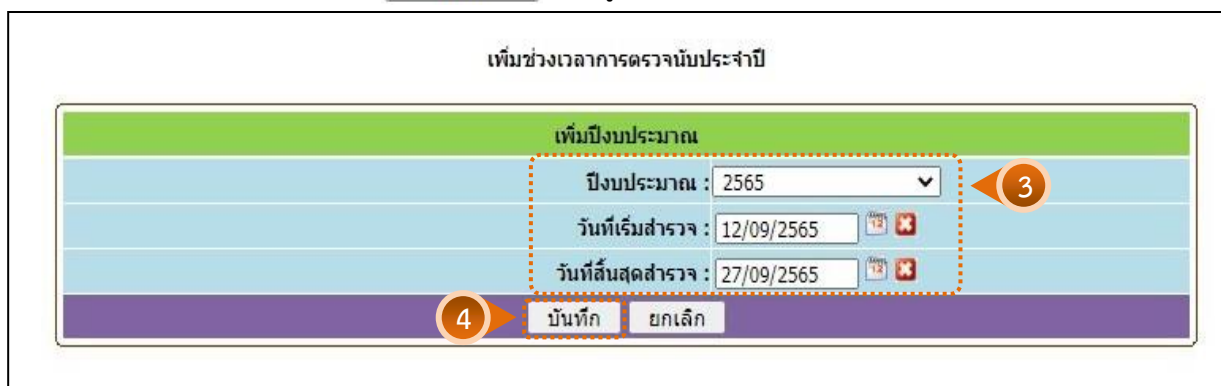 เพิ่มช่วงเวลาการตรวจนับประจำปี
เพิ่มปีงบประมาณ
ปีงบประมาณ : 2565
3
วันที่เริ่มสำรวจ : 12/09/2565
วันที่สิ้นสุดสำรวจ : 27/09/2565
4 บันทึก ยกเลิก